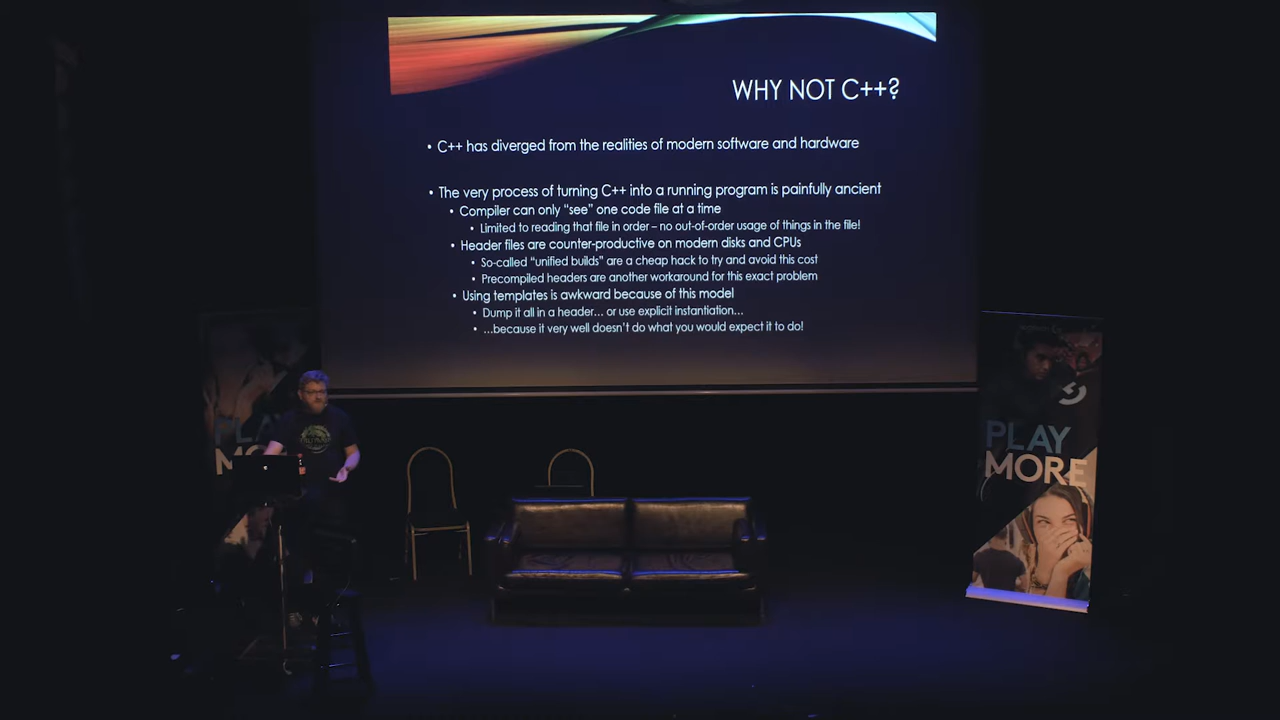 WHY NOT C++?
• C++ has diverged from the realities of modern software and hardware
• The very process of turning C++ into a running program is painfully ancient
• Compiler can only “see” one code file at a time
• Limited to reading that file in order – no out-of-order usage of things in the file!
• Header files are counter-productive on modern disks and CPUs
• So-called “unified builds” are a cheap hack to try and avoid this cost
• Precompiled headers are another workaround for this exact problem
• Using templates is awkward because of this model
• Dump it all in a header... or use explicit instantiation...
• ...because it very well doesn’t do what you would expect it to do!
PLAY
MORE